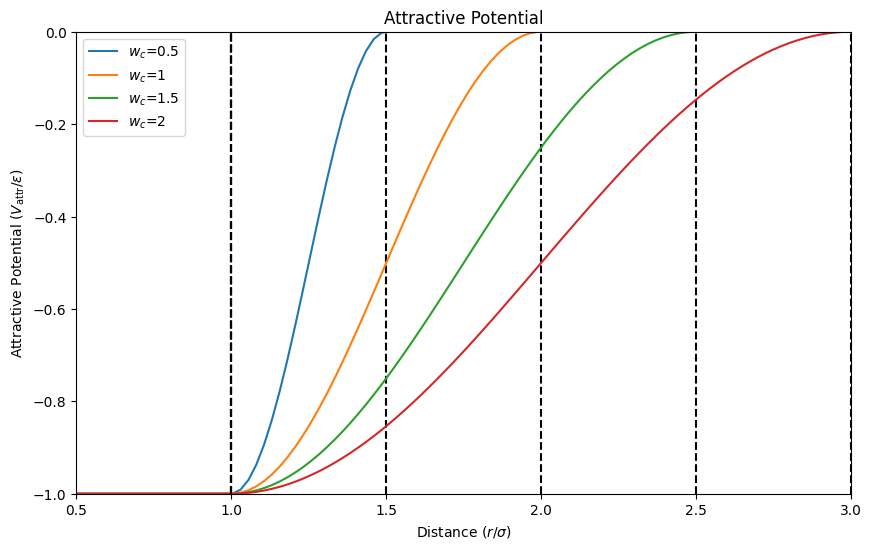 Attractive Potential
w_c=0.5
w_c=1
w_c=1.5
w_c=2
0.0
−0.2
−0.4
−0.6
−0.8
−1.0
Attractive Potential (V_attr/ε)
0.5 1.0 1.5 2.0 2.5 3.0
Distance (r/σ)